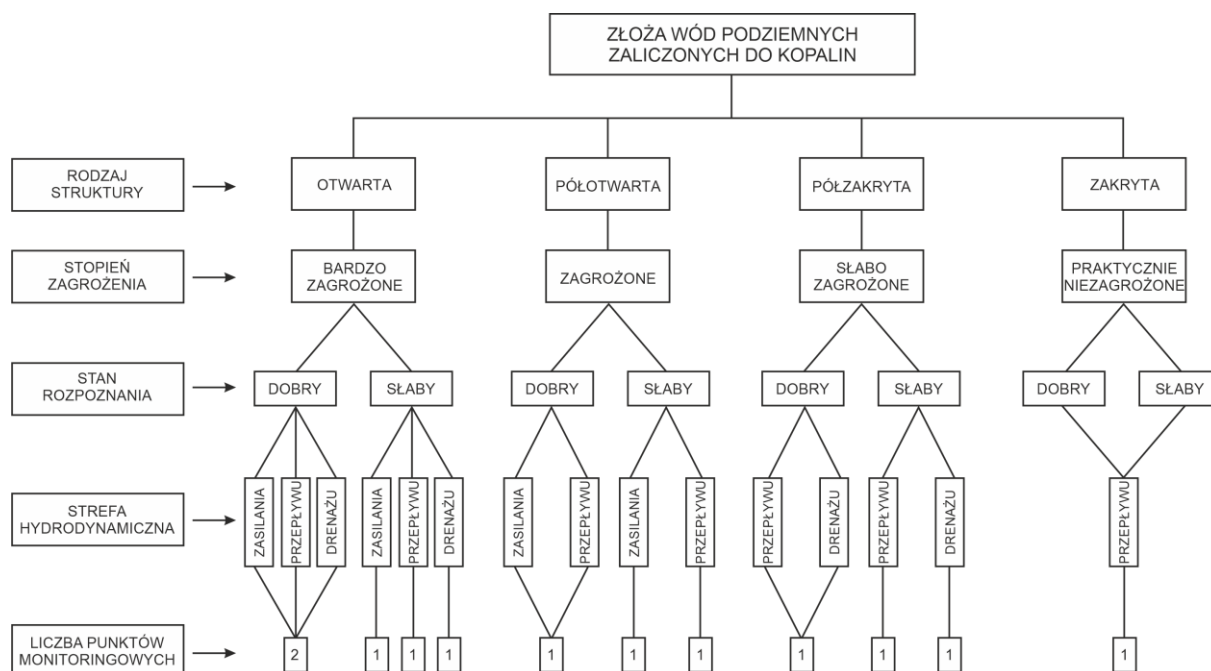 ZŁOŻA WÓD PODZIEMNYCH
ZALICZONYCH DO KOPALIN
RODZAJ
STRUKTURY
OTWARTA
PÓŁOTWARTA
PÓŁZAKRYTA
ZAKRYTA
STOPIEŃ
ZAGROŻENIA
BARDZO
ZAGROŻONE
ZAGROŻONE
SŁABO
ZAGROŻONE
PRAKTYCZNIE
NIEZAGROŻONE
STAN
ROZPOZNANIA
DOBRY
SŁABY
DOBRY
SŁABY
DOBRY
SŁABY
DOBRY
SŁABY
STREFA
HYDRODYNAMICZNA
ZASILANIA
PRZEPŁYWU
DRENAŻU
ZASILANIA
PRZEPŁYWU
DRENAŻU
ZASILANIA
PRZEPŁYWU
ZASILANIA
PRZEPŁYWU
PRZEPŁYWU
DRENAŻU
PRZEPŁYWU
DRENAŻU
PRZEPŁYWU
LICZBA PUNKTÓW
MONITORINGOWYCH
2
1
1
1
1
1
1
1
1
1
1